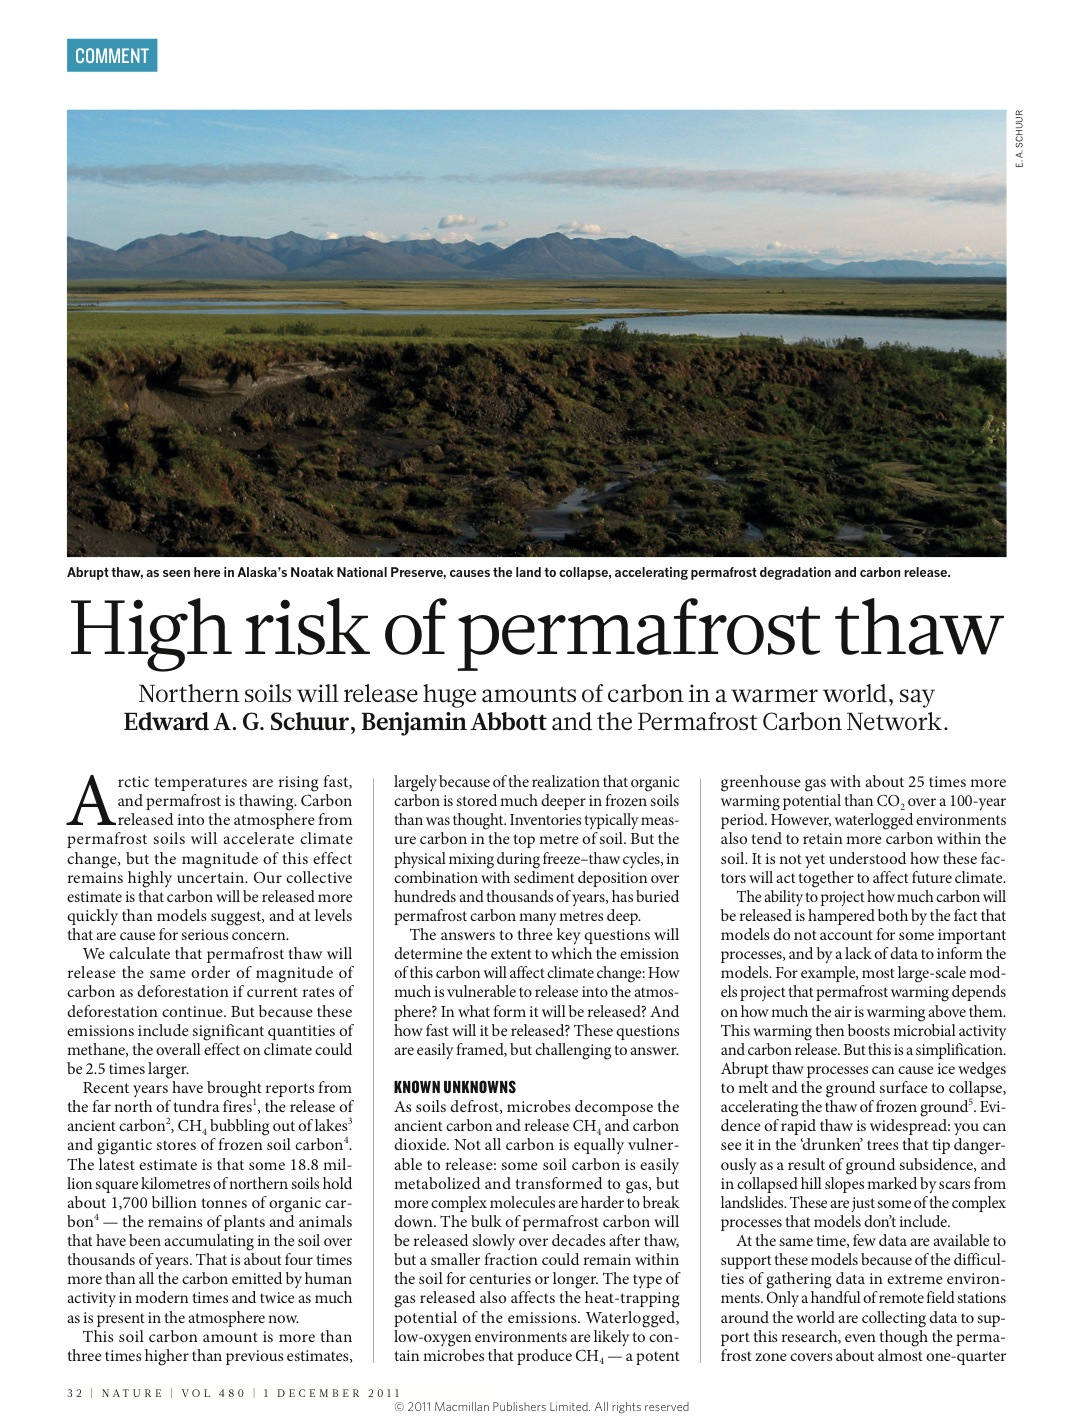 COMMENT
E. A. SCHUUR
Abrupt thaw, as seen here in Alaska's Noatak National Preserve, causes the land to collapse, accelerating permafrost degradation and carbon release.
High risk of permafrost thaw
Northern soils will release huge amounts of carbon in a warmer world, say
Edward A. G. Schuur, Benjamin Abbott and the Permafrost Carbon Network.
Arctic temperatures are rising fast,
and permafrost is thawing. Carbon
released into the atmosphere from
permafrost soils will accelerate climate
change, but the magnitude of this effect
remains highly uncertain. Our collective
estimate is that carbon will be released more
quickly than models suggest, and at levels
that are cause for serious concern.
We calculate that permafrost thaw will
release the same order of magnitude of
carbon as deforestation if current rates of
deforestation continue. But because these
emissions include significant quantities of
methane, the overall effect on climate could
be 2.5 times larger.
Recent years have brought reports from
the far north of tundra fires¹, the release of
ancient carbon², CH₄ bubbling out of lakes³
and gigantic stores of frozen soil carbon⁴.
The latest estimate is that some 18.8 mil-
lion square kilometres of northern soils hold
about 1,700 billion tonnes of organic car-
bon⁴ — the remains of plants and animals
that have been accumulating in the soil over
thousands of years. That is about four times
more than all the carbon emitted by human
activity in modern times and twice as much
as is present in the atmosphere now.
This soil carbon amount is more than
three times higher than previous estimates,
largely because of the realization that organic
carbon is stored much deeper in frozen soils
than was thought. Inventories typically meas-
ure carbon in the top metre of soil. But the
physical mixing during freeze–thaw cycles, in
combination with sediment deposition over
hundreds and thousands of years, has buried
permafrost carbon many metres deep.
The answers to three key questions will
determine the extent to which the emission
of this carbon will affect climate change: How
much is vulnerable to release into the atmos-
phere? In what form it will be released? And
how fast will it be released? These questions
are easily framed, but challenging to answer.
KNOWN UNKNOWNS
As soils defrost, microbes decompose the
ancient carbon and release CH₄ and carbon
dioxide. Not all carbon is equally vulner-
able to release: some soil carbon is easily
metabolized and transformed to gas, but
more complex molecules are harder to break
down. The bulk of permafrost carbon will
be released slowly over decades after thaw,
but a smaller fraction could remain within
the soil for centuries or longer. The type of
gas released also affects the heat-trapping
potential of the emissions. Waterlogged,
low-oxygen environments are likely to con-
tain microbes that produce CH₄ — a potent
greenhouse gas with about 25 times more
warming potential than CO₂ over a 100-year
period. However, waterlogged environments
also tend to retain more carbon within the
soil. It is not yet understood how these fac-
tors will act together to affect future climate.
The ability to project how much carbon will
be released is hampered both by the fact that
models do not account for some important
processes, and by a lack of data to inform the
models. For example, most large-scale mod-
els project that permafrost warming depends
on how much the air is warming above them.
This warming then boosts microbial activity
and carbon release. But this is a simplification.
Abrupt thaw processes can cause ice wedges
to melt and the ground surface to collapse,
accelerating the thaw of frozen ground⁵. Evi-
dence of rapid thaw is widespread: you can
see it in the ‘drunken’ trees that tip danger-
ously as a result of ground subsidence, and
in collapsed hill slopes marked by scars from
landslides. These are just some of the complex
processes that models don’t include.
At the same time, few data are available to
support these models because of the difficul-
ties of gathering data in extreme environ-
ments. Only a handful of remote field stations
around the world are collecting data to sup-
port this research, even though the perma-
frost zone covers about almost one-quarter
32 | NATURE | VOL 480 | 1 DECEMBER 2011
© 2011 Macmillan Publishers Limited. All rights reserved